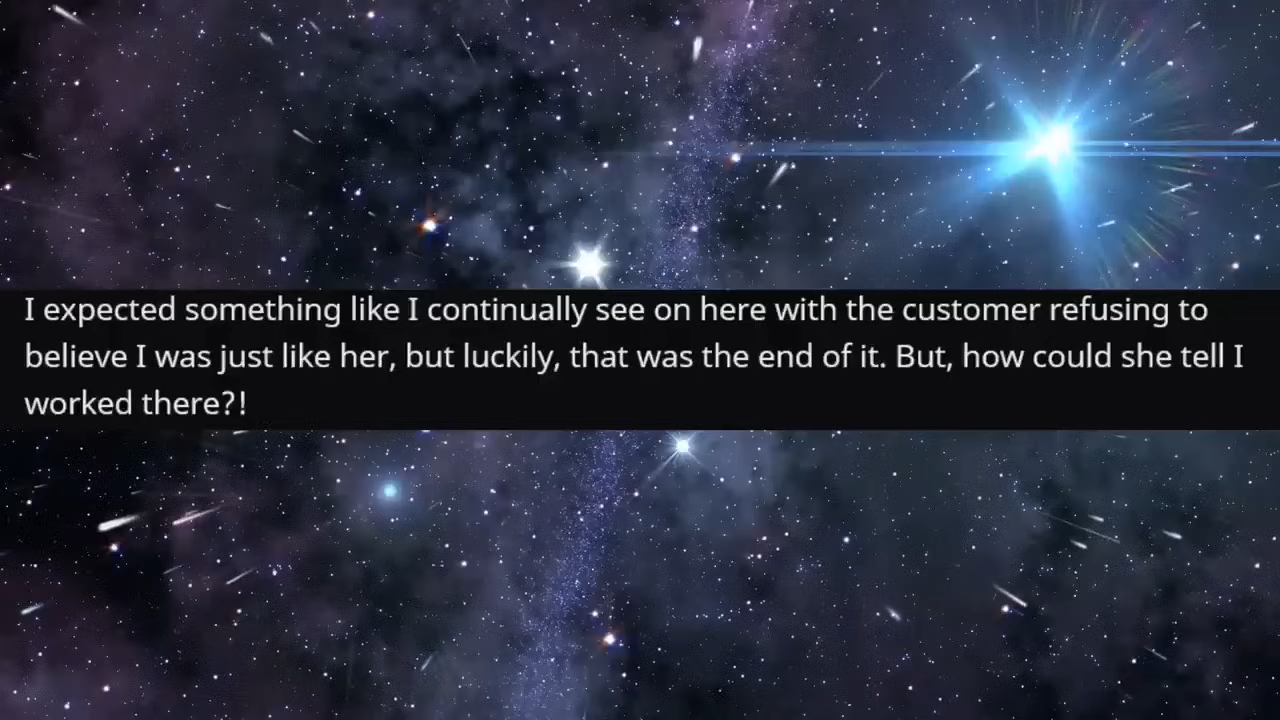 I expected something like I continually see on here with the customer refusing to
believe I was just like her, but luckily, that was the end of it. But, how could she tell I
worked there?!